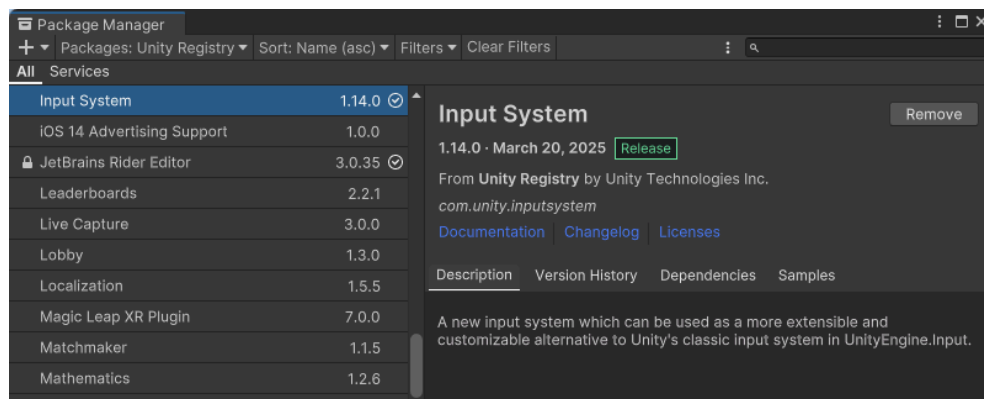 Package Manager
+ Packages: Unity Registry Sort: Name (asc) Filters Clear Filters
All Services
Input System 1.14.0
iOS 14 Advertising Support 1.0.0
JetBrains Rider Editor 3.0.35
Leaderboards 2.2.1
Live Capture 3.0.0
Lobby 1.3.0
Localization 1.5.5
Magic Leap XR Plugin 7.0.0
Matchmaker 1.1.5
Mathematics 1.2.6
Input System
Remove
1.14.0 · March 20, 2025 Release
From Unity Registry by Unity Technologies Inc.
com.unity.inputsystem
Documentation Changelog Licenses
Description Version History Dependencies Samples
A new input system which can be used as a more extensible and
customizable alternative to Unity's classic input system in UnityEngine.Input.